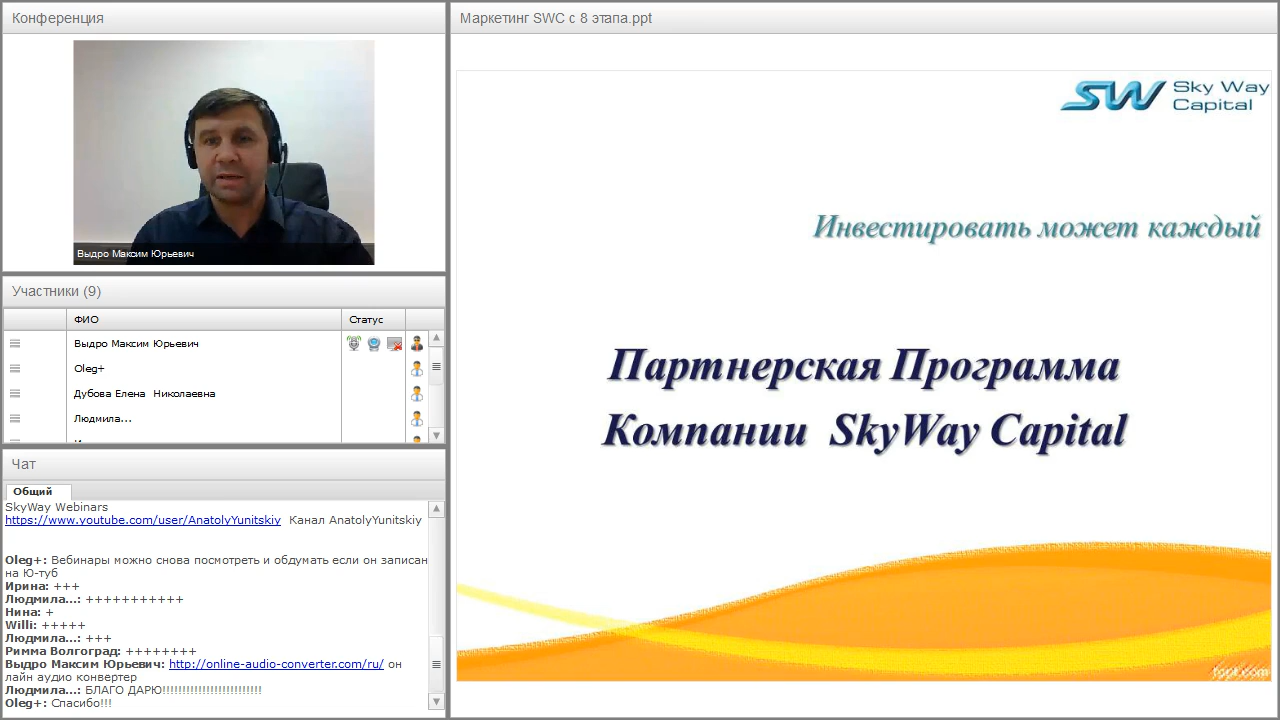 Конференция
Выдро Максим Юрьевич
Участники (9)
ФИО
Статус
Выдро Максим Юрьевич
Oleg+
Дубова Елена Николаевна
Людмила...
Чат
Общий
SkyWay Webinars
https://www.youtube.com/user/AnatolyYunitskiy Канал AnatolyYunitskiy
Oleg+: Вебинары можно снова посмотреть и обдумать если он записан
на Ю-туб
Ирина: +++
Людмила...: +++++++++++
Нина: +
Willi: +++++
Людмила...: +++
Римма Волгоград: ++++++++
Выдро Максим Юрьевич: http://online-audio-converter.com/ru/ он
лайн аудио конвертер
Людмила...: БЛАГО ДАРЮ!!!!!!!!!!!!!!!!!!!!!!!!!
Oleg+: Спасибо!!!
Маркетинг SWC с 8 этапа.ppt
SW Sky Way
Capital
Инвестировать может каждый
Партнерская Программа
Компании SkyWay Capital
fppt.com